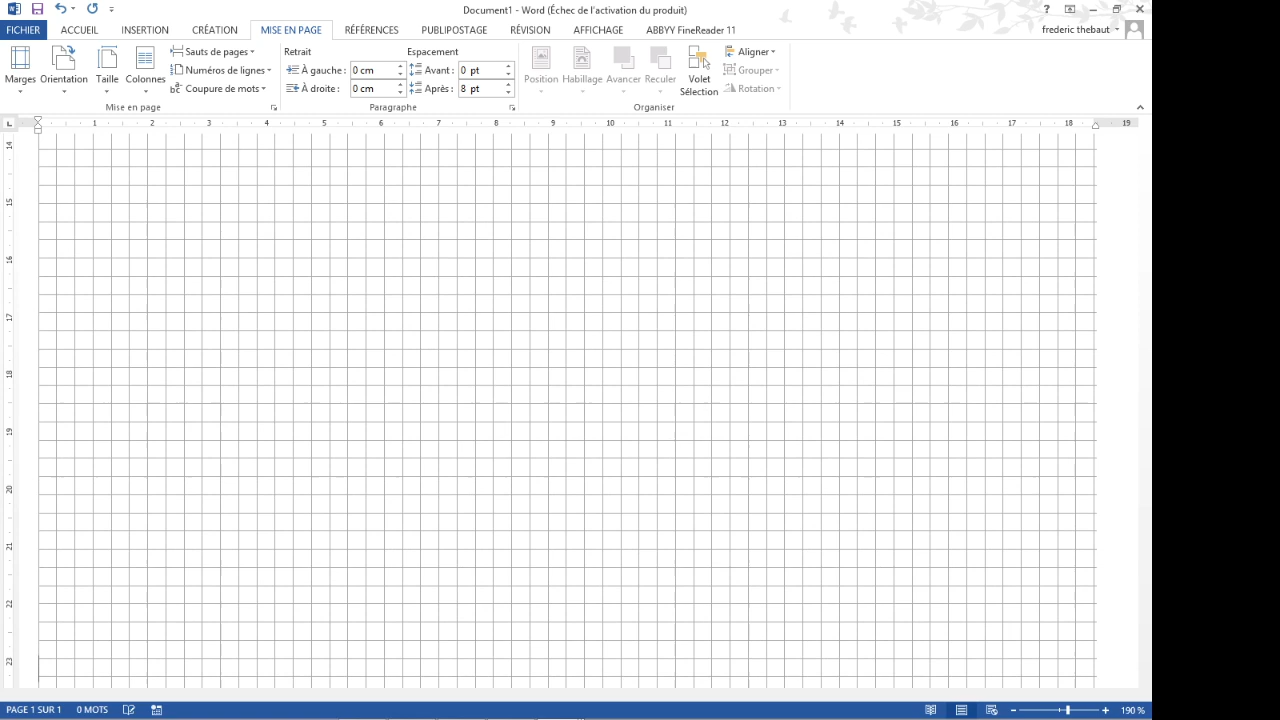 Document1 - Word (Échec de l'activation du produit)
FICHIER ACCUEIL INSERTION CRÉATION MISE EN PAGE RÉFÉRENCES PUBLIPOSTAGE RÉVISION AFFICHAGE ABBYY FineReader 11 frederic thebaut
Marges Orientation Taille Colonnes
Sauts de pages
Numéros de lignes
Coupure de mots
Mise en page
Retrait Espacement
À gauche : 0 cm Avant : 0 pt
À droite : 0 cm Après : 8 pt
Paragraphe
Position Habillage Avancer Reculer Volet Sélection
Aligner
Grouper
Rotation
Organiser
1 2 3 4 5 6 7 8 9 10 11 12 13 14 15 16 17 18 19
14
15
16
17
18
19
20
21
22
23
PAGE 1 SUR 1 0 MOTS 190 %